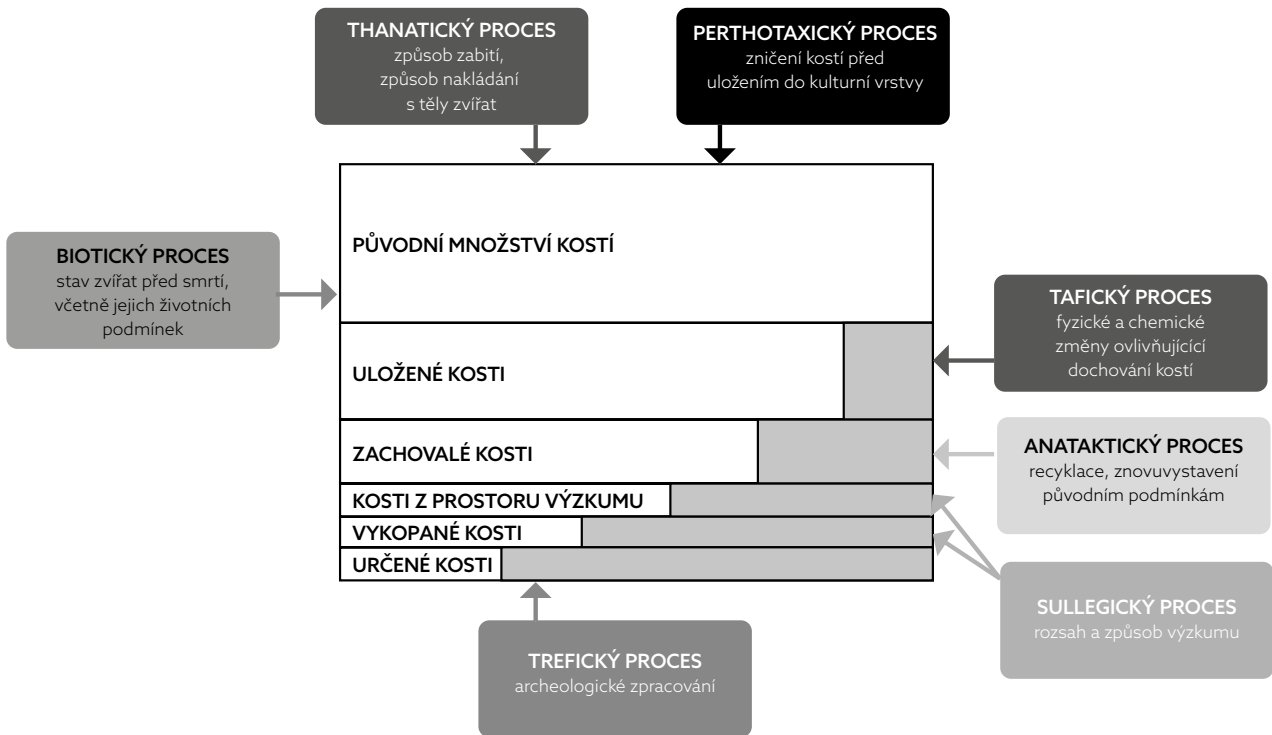 THANATICKÝ PROCES
způsob zabití,
způsob nakládání
s těly zvířat
PERTHOTAXICKÝ PROCES
zničení kostí před
uložením do kulturní vrstvy
BIOTICKÝ PROCES
stav zvířat před smrtí,
včetně jejich životních
podmínek
PŮVODNÍ MNOŽSTVÍ KOSTÍ
ULOŽENÉ KOSTI
ZACHOVALÉ KOSTI
KOSTI Z PROSTORU VÝZKUMU
VYKOPANÉ KOSTI
URČENÉ KOSTI
TAFICKÝ PROCES
fyzické a chemické
změny ovlivňujícící
dochování kostí
ANATAKTICKÝ PROCES
recyklace, znovuvystavení
původním podmínkám
SULLEGICKÝ PROCES
rozsah a způsob výzkumu
TREFICKÝ PROCES
archeologické zpracování